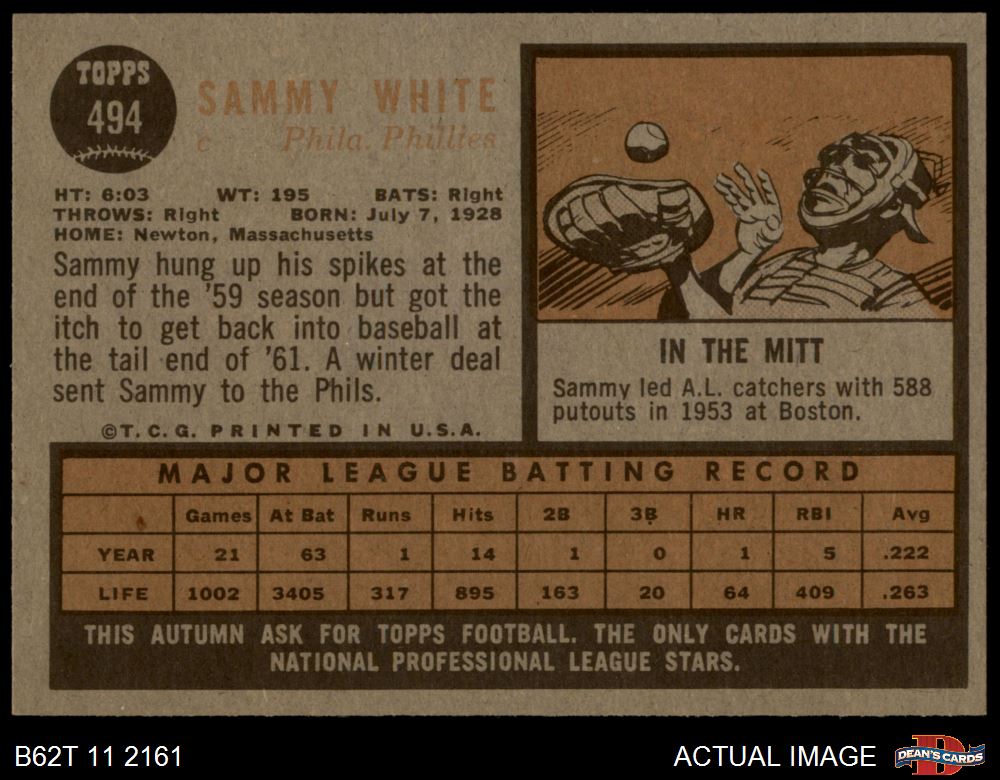 TOPPS
494
SAMMY WHITE
c Phila. Phillies
HT: 6:03 WT: 195 BATS: Right
THROWS: Right BORN: July 7, 1928
HOME: Newton, Massachusetts
Sammy hung up his spikes at the
end of the '59 season but got the
itch to get back into baseball at
the tail end of '61. A winter deal
sent Sammy to the Phils.
©T.C.G. PRINTED IN U.S.A.
IN THE MITT
Sammy led A.L. catchers with 588
putouts in 1953 at Boston.
MAJOR LEAGUE BATTING RECORD
Games At Bat Runs Hits 2B 3B HR RBI Avg
YEAR 21 63 1 14 1 0 1 5 .222
LIFE 1002 3405 317 895 163 20 64 409 .263
THIS AUTUMN ASK FOR TOPPS FOOTBALL. THE ONLY CARDS WITH THE
NATIONAL PROFESSIONAL LEAGUE STARS.
B62T 11 2161
ACTUAL IMAGE
D
DEAN'S CARDS